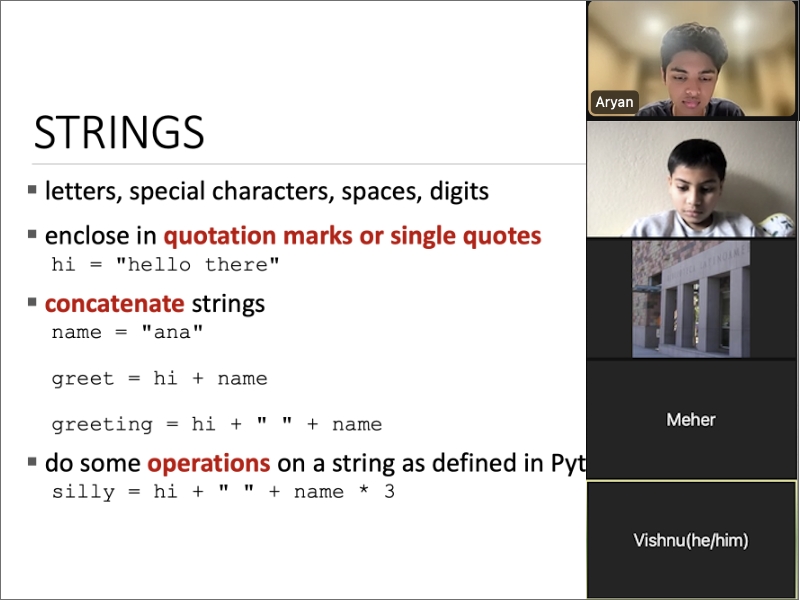 STRINGS
▪ letters, special characters, spaces, digits
▪ enclose in quotation marks or single quotes
hi = "hello there"
▪ concatenate strings
name = "ana"
greet = hi + name
greeting = hi + " " + name
▪ do some operations on a string as defined in Pyt
silly = hi + " " + name * 3
Aryan
Meher
Vishnu(he/him)